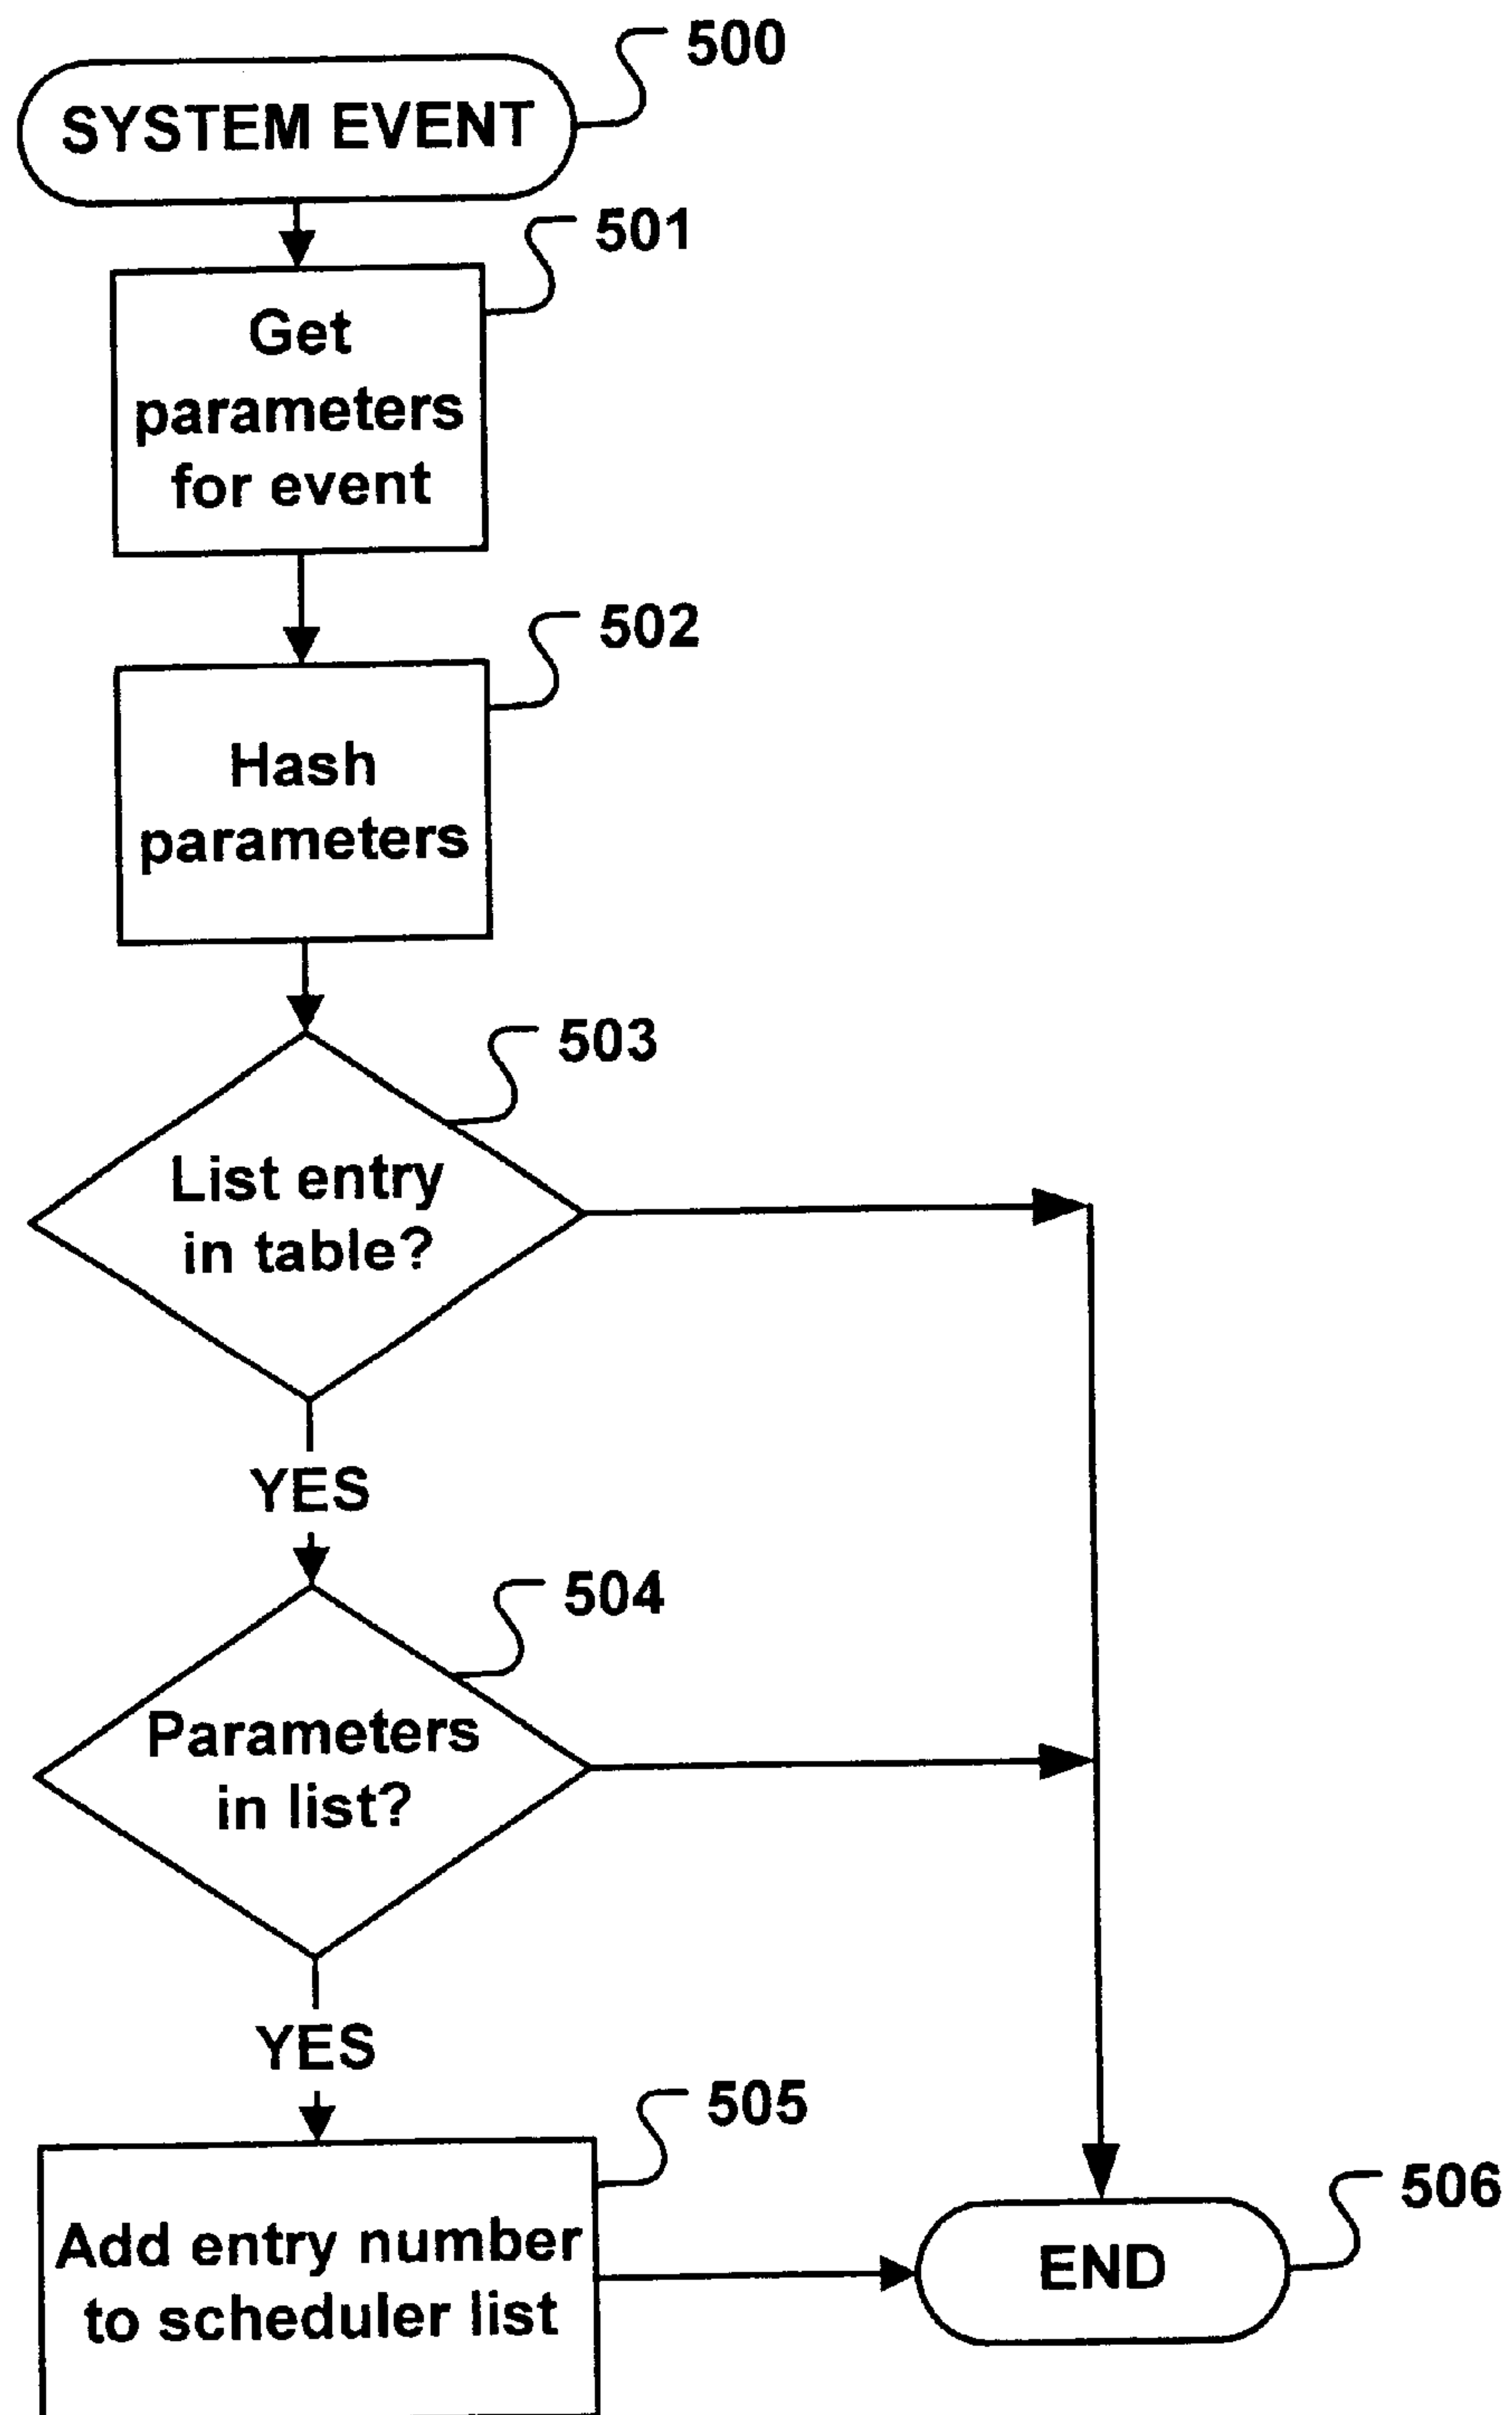 500
SYSTEM EVENT
501
Get
parameters
for event
502
Hash
parameters
503
List entry
in table?
YES
504
Parameters
in list?
YES
505
Add entry number
to scheduler list
506
END